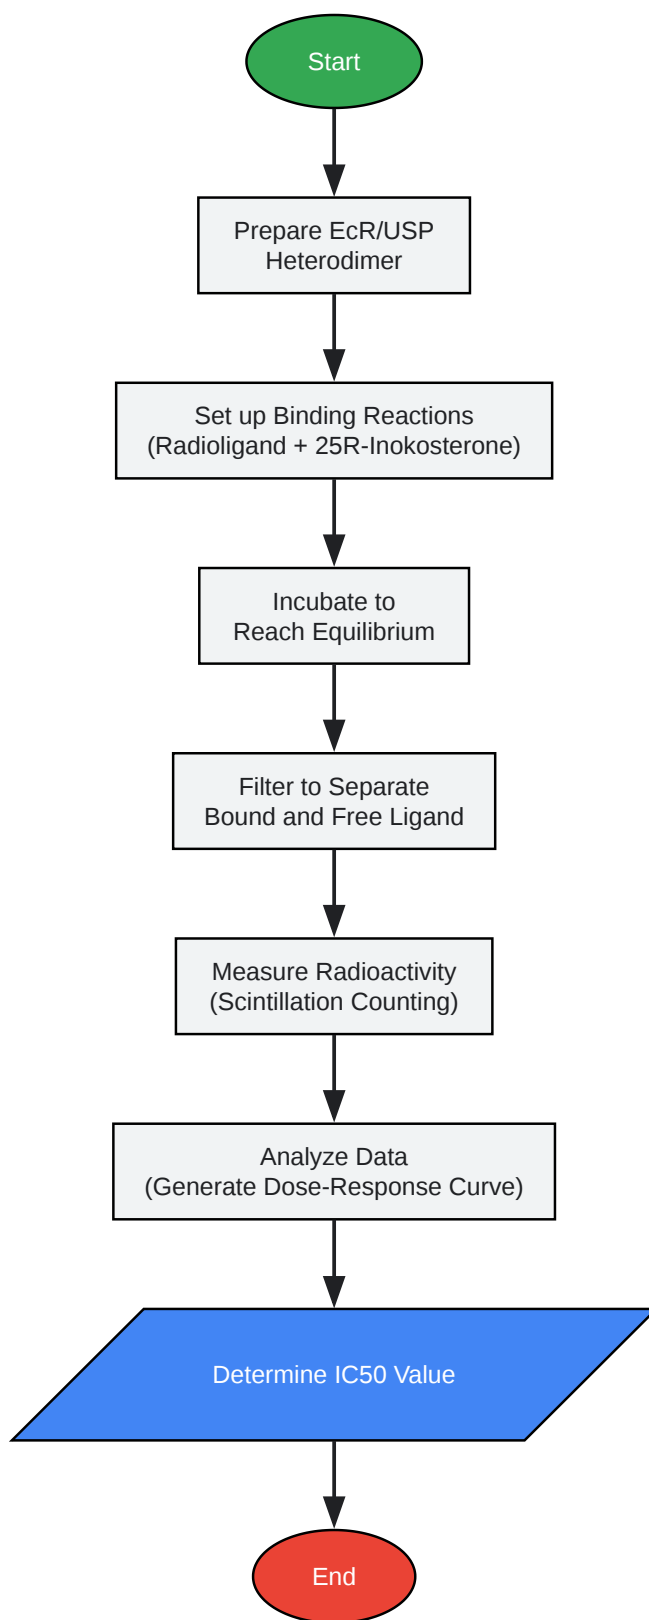 Start
Prepare EcR/USP
Heterodimer
Set up Binding Reactions
(Radioligand + 25R-Inokosterone)
Incubate to
Reach Equilibrium
Filter to Separate
Bound and Free Ligand
Measure Radioactivity
(Scintillation Counting)
Analyze Data
(Generate Dose-Response Curve)
Determine IC50 Value
End